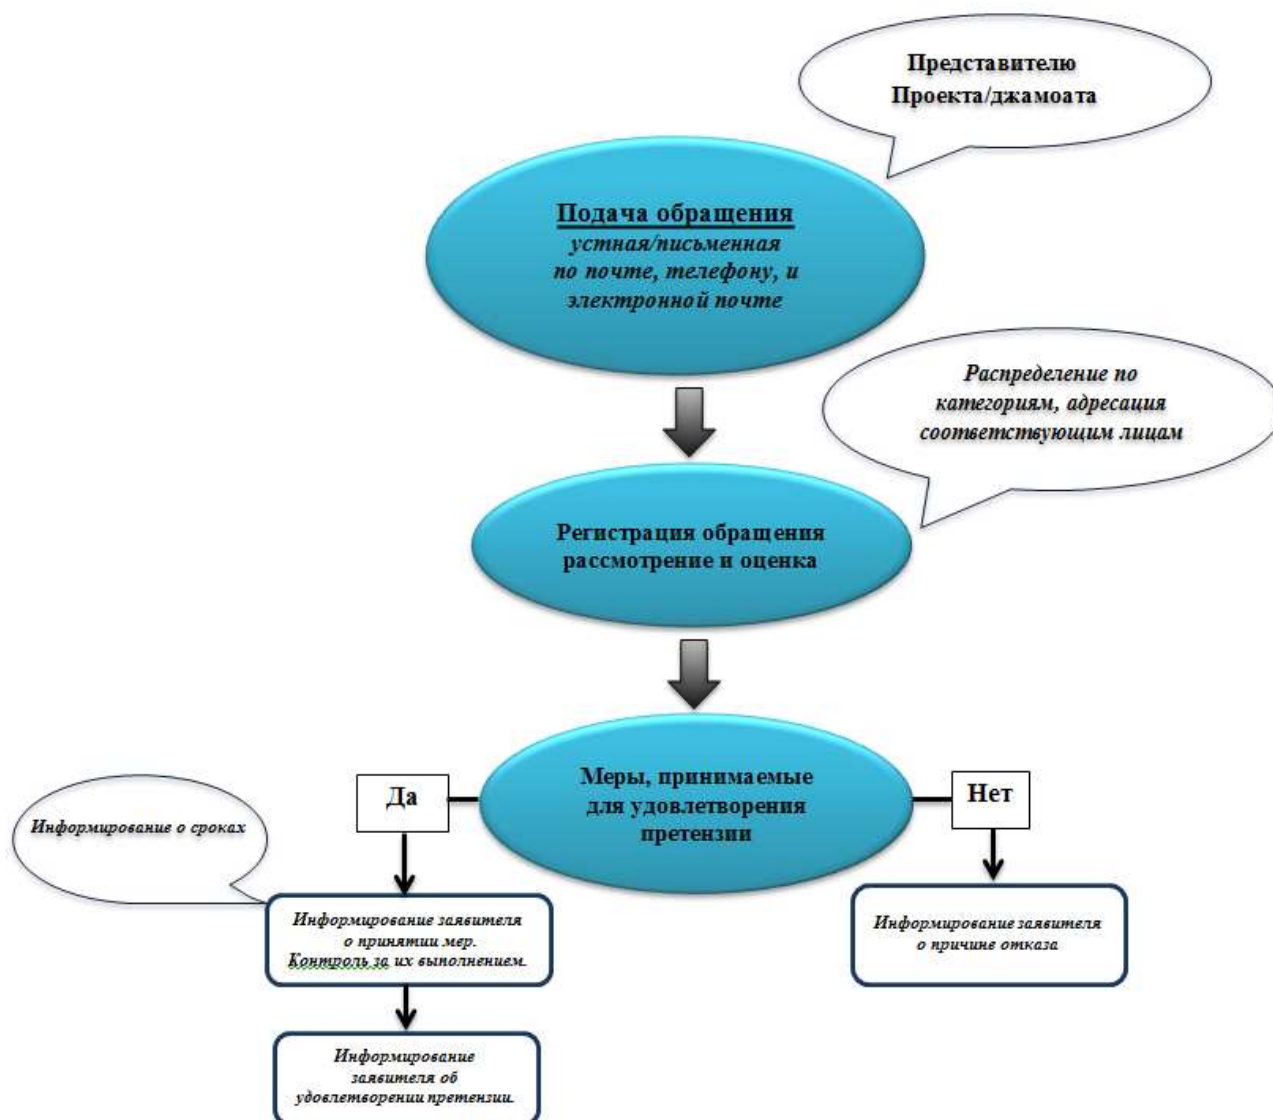 Представителю
Проекта/джамоата
Подача обращения
устная/письменная
по почте, телефону, и
электронной почте
Распределение по
категориям, адресация
соответствующим лицам
Регистрация обращения
рассмотрение и оценка
Меры, принимаемые
для удовлетворения
претензии
Да
Нет
Информирование о сроках
Информирование заявителя
о принятии мер.
Контроль за их выполнением.
Информирование заявителя
о причине отказа
Информирование
заявителя об
удовлетворении претензии.